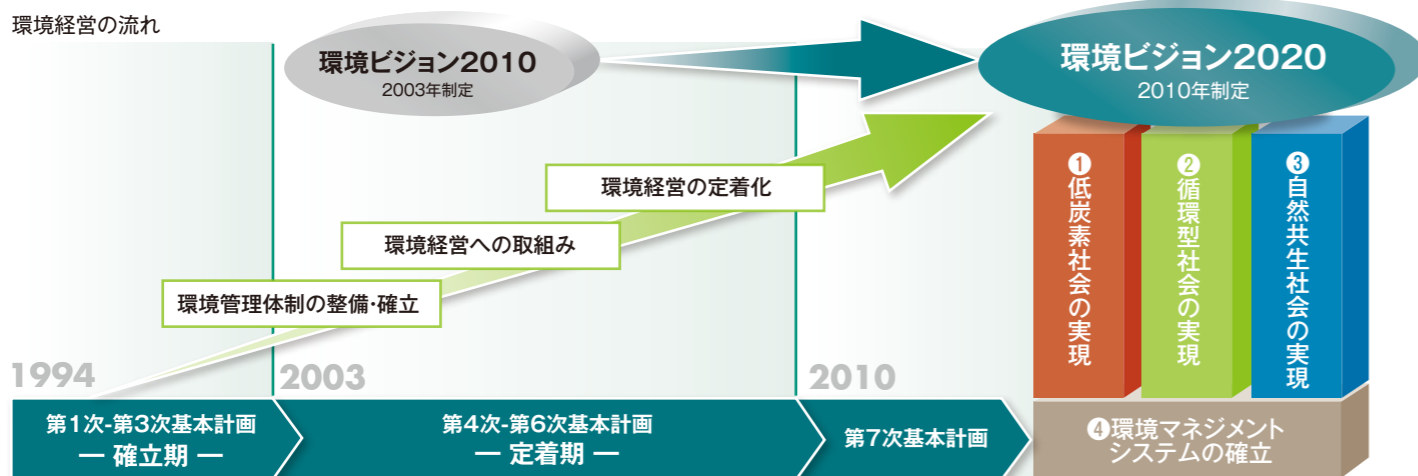 環境経営の流れ
環境ビジョン2010
2003年制定
環境ビジョン2020
2010年制定
環境経営の定着化
環境経営への取組み
環境管理体制の整備・確立
❶低炭素社会の実現
❷循環型社会の実現
❸自然共生社会の実現
1994
2003
2010
第1次-第3次基本計画
― 確立期 ―
第4次-第6次基本計画
― 定着期 ―
第7次基本計画
❹環境マネジメント
システムの確立